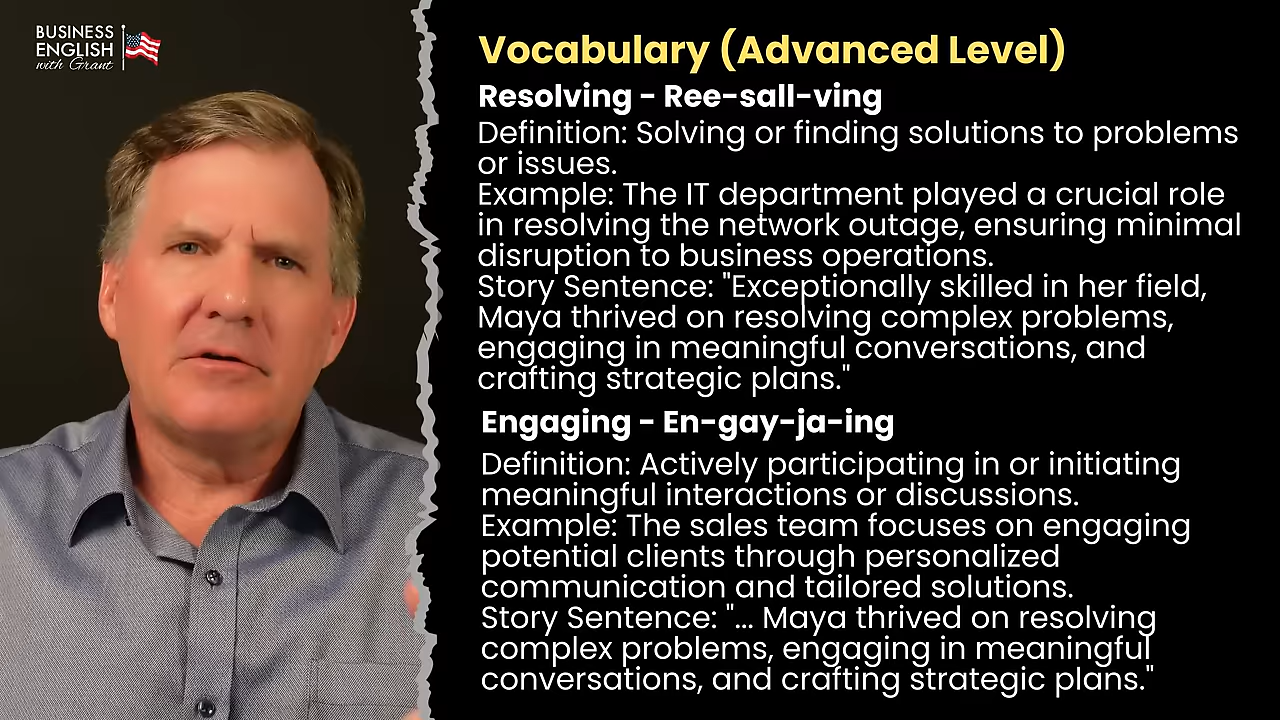 BUSINESS
ENGLISH
with Grant
Vocabulary (Advanced Level)
Resolving - Ree-sall-ving
Definition: Solving or finding solutions to problems
or issues.
Example: The IT department played a crucial role
in resolving the network outage, ensuring minimal
disruption to business operations.
Story Sentence: "Exceptionally skilled in her field,
Maya thrived on resolving complex problems,
engaging in meaningful conversations, and
crafting strategic plans."
Engaging - En-gay-ja-ing
Definition: Actively participating in or initiating
meaningful interactions or discussions.
Example: The sales team focuses on engaging
potential clients through personalized
communication and tailored solutions.
Story Sentence: "... Maya thrived on resolving
complex problems, engaging in meaningful
conversations, and crafting strategic plans."